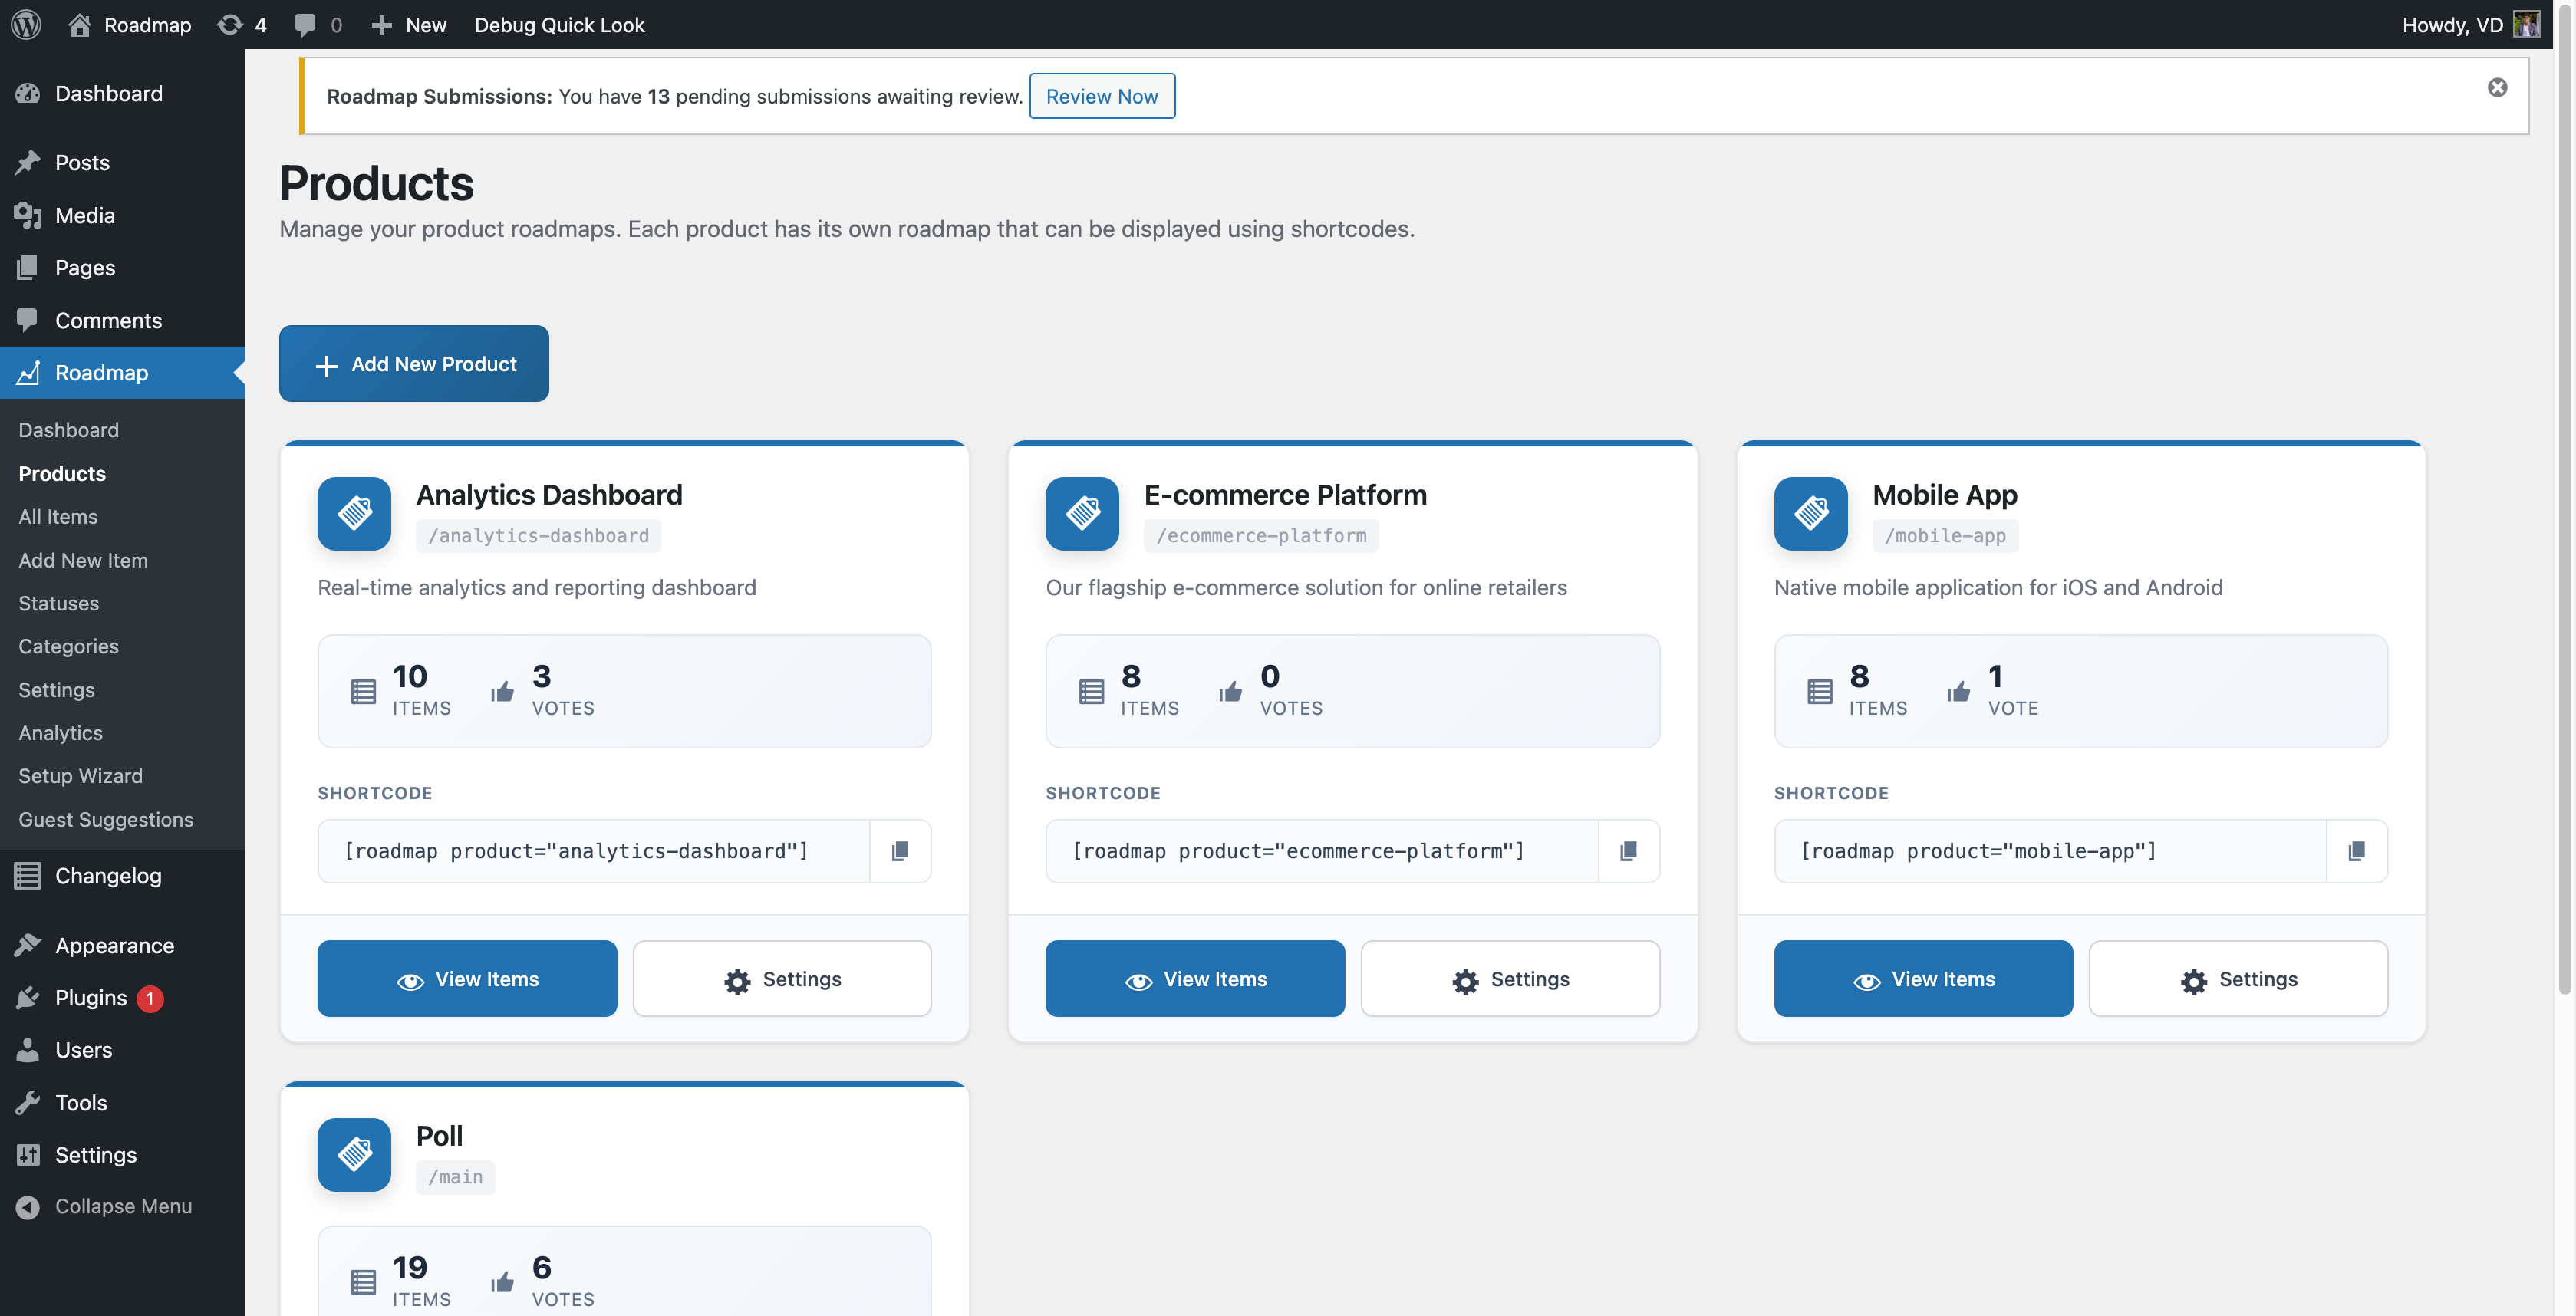 Roadmap
4
0
New
Debug Quick Look
Howdy, VD
Dashboard
Posts
Media
Pages
Comments
Roadmap
Dashboard
Products
All Items
Add New Item
Statuses
Categories
Settings
Analytics
Setup Wizard
Guest Suggestions
Changelog
Appearance
Plugins 1
Users
Tools
Settings
Collapse Menu
Roadmap Submissions: You have 13 pending submissions awaiting review. Review Now
Products
Manage your product roadmaps. Each product has its own roadmap that can be displayed using shortcodes.
Add New Product
Analytics Dashboard
/analytics-dashboard
Real-time analytics and reporting dashboard
10 ITEMS
3 VOTES
SHORTCODE
[roadmap product="analytics-dashboard"]
View Items
Settings
E-commerce Platform
/ecommerce-platform
Our flagship e-commerce solution for online retailers
8 ITEMS
0 VOTES
SHORTCODE
[roadmap product="ecommerce-platform"]
View Items
Settings
Mobile App
/mobile-app
Native mobile application for iOS and Android
8 ITEMS
1 VOTE
SHORTCODE
[roadmap product="mobile-app"]
View Items
Settings
Poll
/main
19 ITEMS
6 VOTES